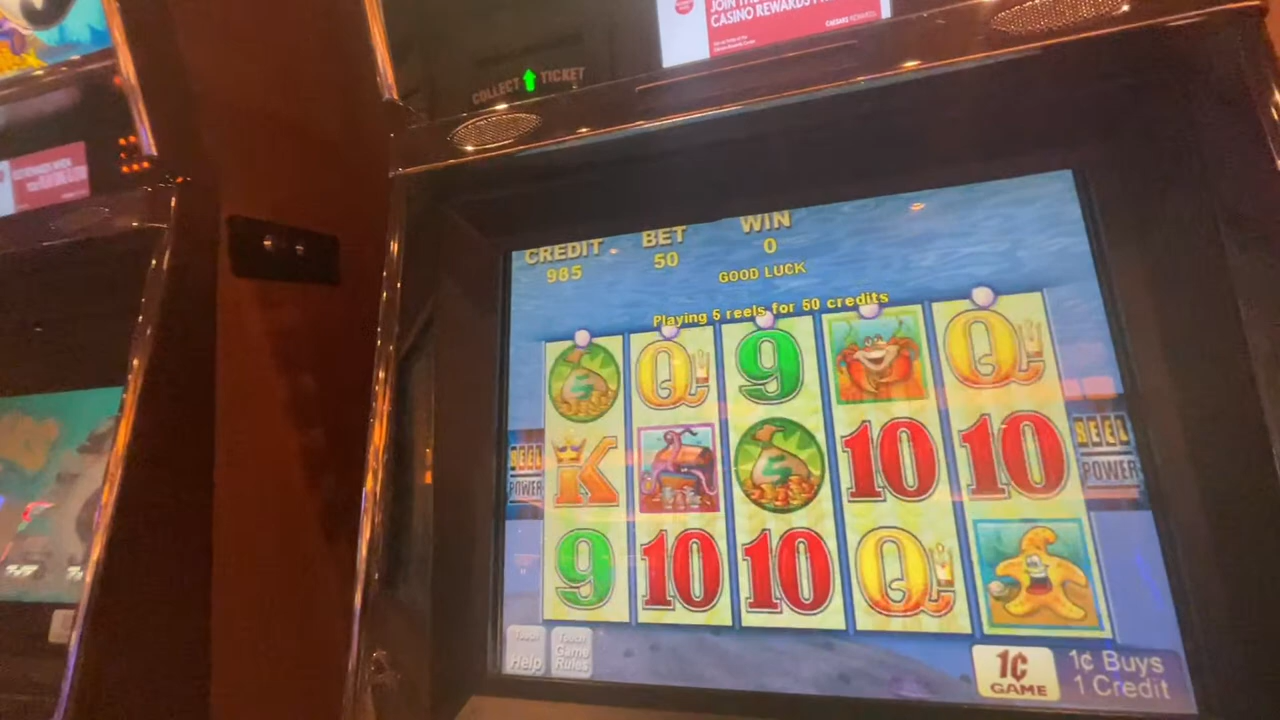 JOIN THE
CASINO REWARDS
CAESARS REWARDS
COLLECT TICKET
CREDIT BET WIN
985 50 0
GOOD LUCK
Playing 5 reels for 50 credits
Q 9 Q
K 10 10
9 10 10 Q
REEL POWER
REEL POWER
Touch Help
Touch Game Rules
1¢ GAME
1¢ Buys
1 Credit